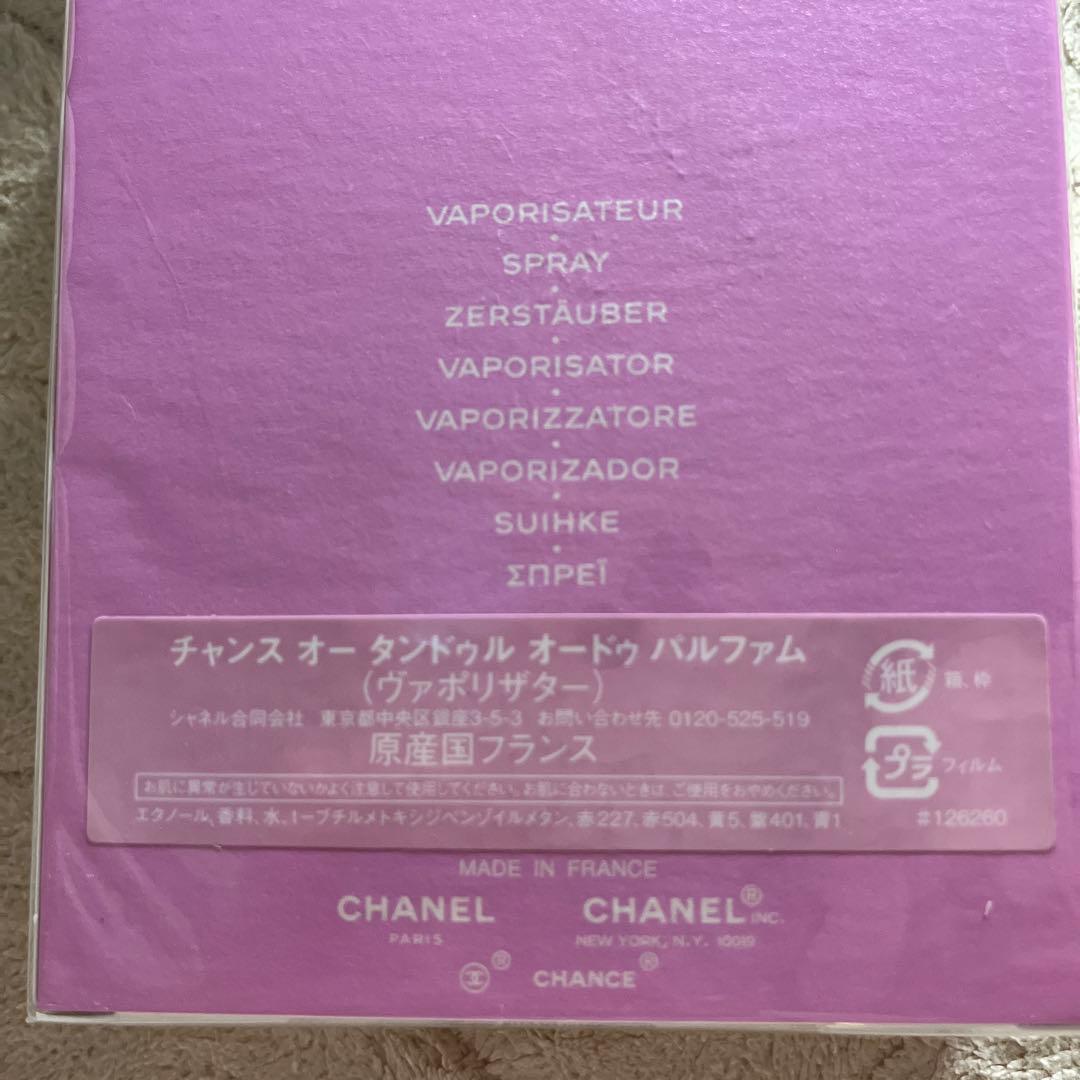 VAPORISATEUR
SPRAY
ZERSTÄUBER
VAPORISATOR
VAPORIZZATORE
VAPORIZADOR
SUIHKE
ΣΠΡΕΪ
チャンス オー タンドゥル オードゥ パルファム
(ヴァポリザター)
シャネル合同会社 東京都中央区銀座3-5-3 お問い合わせ先 0120-525-519
原産国フランス
お肌に異常が生じていないかよく注意して使用してください。お肌に合わないときは、ご使用をおやめください。
エタノール、香料、水、t-ブチルメトキシジベンゾイルメタン、赤227、赤504、黄5、紫401、青1
紙 箱、枠
プラ フィルム
#126260
MADE IN FRANCE
CHANEL CHANEL® INC.
PARIS NEW YORK, N.Y. 10019
® CHANCE®